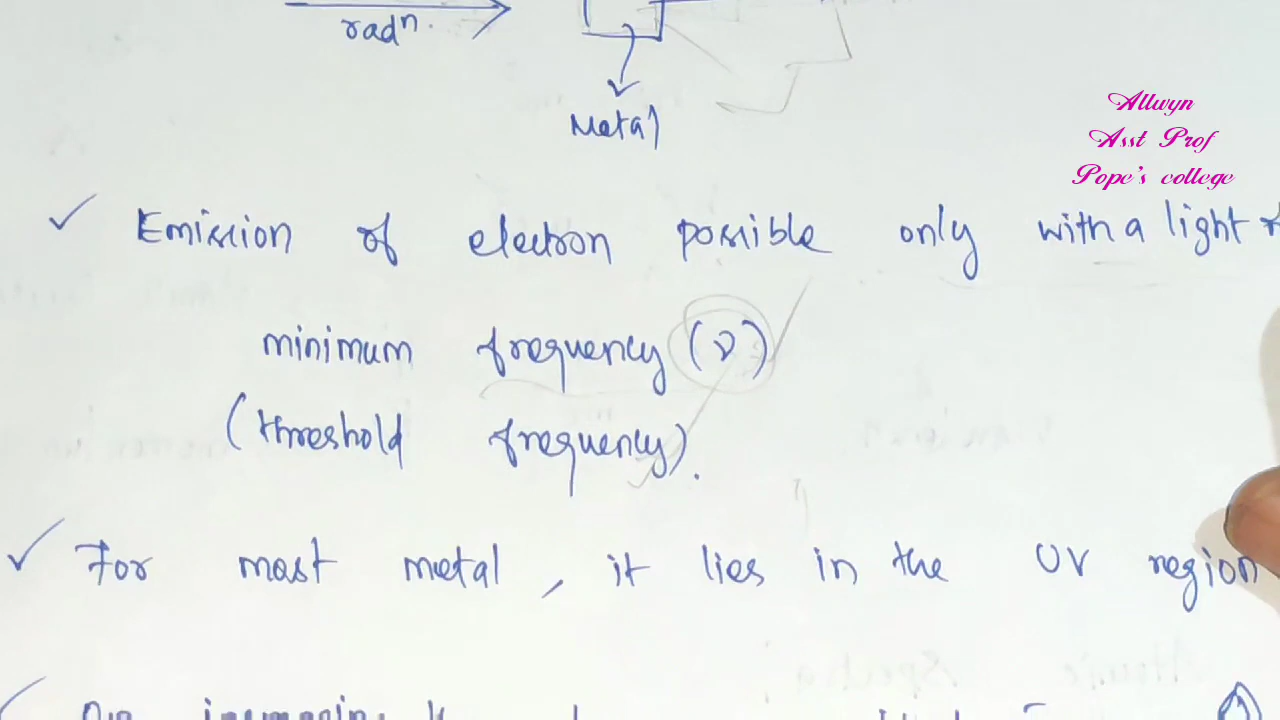 radⁿ.
Metal
Allwyn
Asst Prof
Pope's college
✓ Emission of electron possible only with a light
minimum frequency (ν)
(threshold frequency).
✓ For most metal, it lies in the UV region